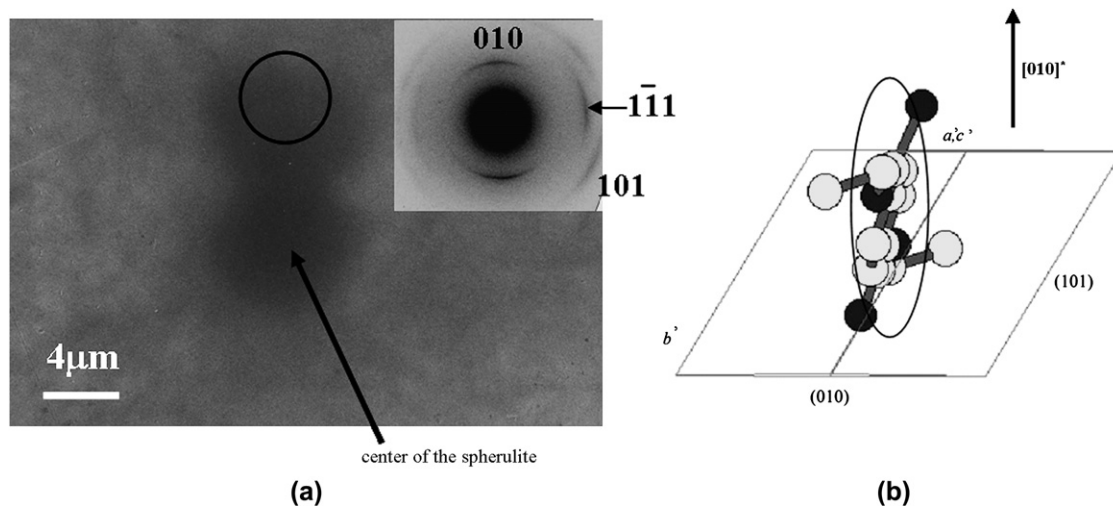 010
11̄1
101
4μm
center of the spherulite
(a)
[010]*
a’c’
(101)
b’
(010)
(b)